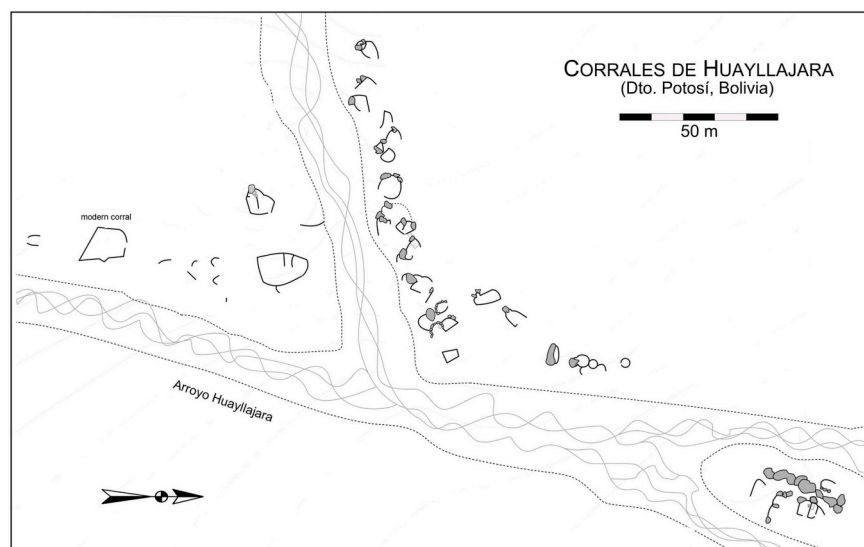 CORRALES DE HUAYLLAJARA
(Dto. Potosí, Bolivia)
50 m
modern corral
Arroyo Huayllajara